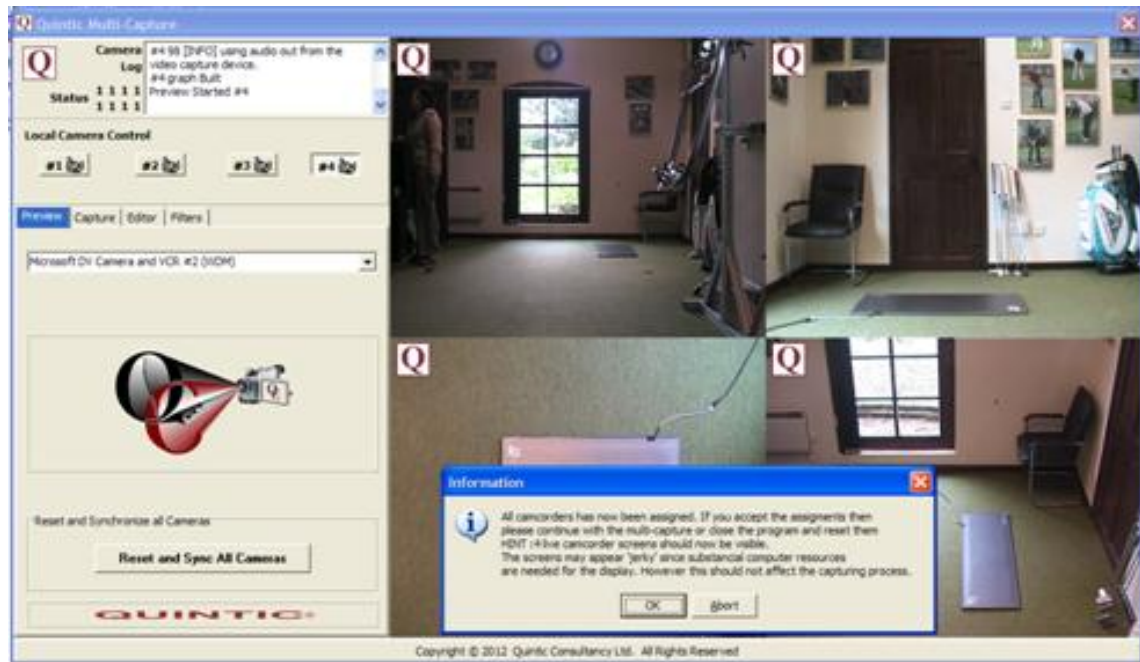 Quintic Multi-Capture
Q
Camera Log
#4 98 [INFO] using audio out from the
video capture device.
#4 graph Built
Preview Started #4
Status 1 1 1 1
1 1 1 1
Local Camera Control
#1
#2
#3
#4
Preview
Capture
Editor
Filters
Microsoft DV Camera and VCR #2 (WDM)
Q
Reset and Synchronize all Cameras
Reset and Sync All Cameras
QUINTIC
Q
Q
Q
Q
Information
All camcorders has now been assigned. If you accept the assigments then
please continue with the multi-capture or close the program and reset them
HINT :4 live camcorder screens should now be visible.
The screens may appear 'jerky' since substancial computer resources
are needed for the display. However this should not affect the capturing process.
OK
Abort
Copyright © 2012 Quintic Consultancy Ltd. All Rights Reserved